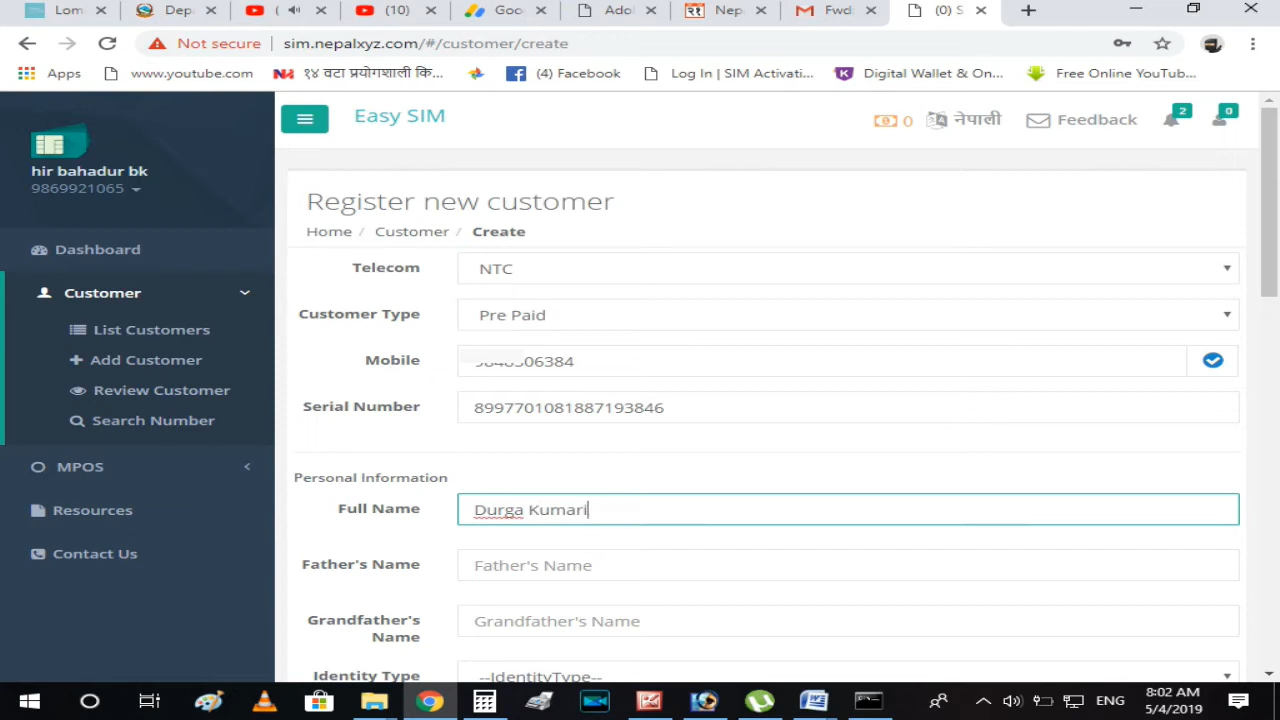 Lom
Dep
(10)
Goo
Ado
Nep
Fwd:
(0) S
Not secure
sim.nepalxyz.com/#/customer/create
Apps
www.youtube.com
१४ वटा प्रयोगशाली कि...
(4) Facebook
Log In | SIM Activati...
K
Digital Wallet & On...
Free Online YouTub...
Easy SIM
0
नेपाली
Feedback
2
0
hir bahadur bk
9869921065
Dashboard
Customer
List Customers
Add Customer
Review Customer
Search Number
MPOS
Resources
Contact Us
Register new customer
Home / Customer / Create
Telecom
NTC
Customer Type
Pre Paid
Mobile
06384
Serial Number
8997701081887193846
Personal Information
Full Name
Durga Kumari
Father's Name
Father's Name
Grandfather's
Name
Grandfather's Name
Identity Type
--IdentityType--
ENG
8:02 AM
5/4/2019